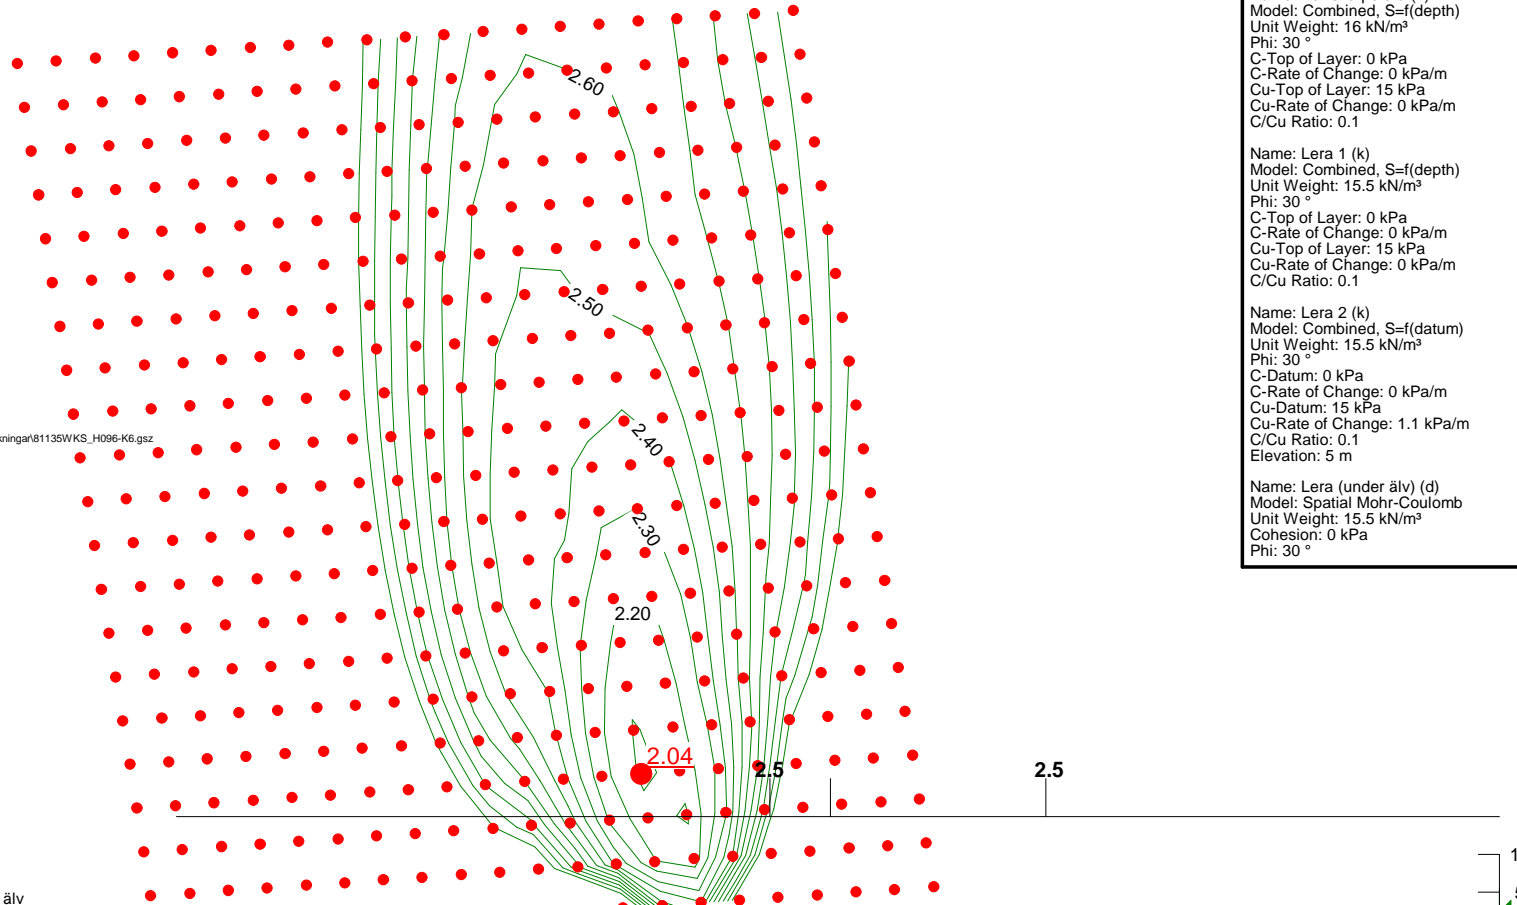 Model: Combined, S=f(depth)
Unit Weight: 16 kN/m³
Phi: 30 °
C-Top of Layer: 0 kPa
C-Rate of Change: 0 kPa/m
Cu-Top of Layer: 15 kPa
Cu-Rate of Change: 0 kPa/m
C/Cu Ratio: 0.1
Name: Lera 1 (k)
Model: Combined, S=f(depth)
Unit Weight: 15.5 kN/m³
Phi: 30 °
C-Top of Layer: 0 kPa
C-Rate of Change: 0 kPa/m
Cu-Top of Layer: 15 kPa
Cu-Rate of Change: 0 kPa/m
C/Cu Ratio: 0.1
Name: Lera 2 (k)
Model: Combined, S=f(datum)
Unit Weight: 15.5 kN/m³
Phi: 30 °
C-Datum: 0 kPa
C-Rate of Change: 0 kPa/m
Cu-Datum: 15 kPa
Cu-Rate of Change: 1.1 kPa/m
C/Cu Ratio: 0.1
Elevation: 5 m
Name: Lera (under älv) (d)
Model: Spatial Mohr-Coulomb
Unit Weight: 15.5 kN/m³
Cohesion: 0 kPa
Phi: 30 °
2.60
2.50
2.40
kningar\81135WKS_H096-K6.gsz
2.30
2.20
2.04
2.5
2.5
älv